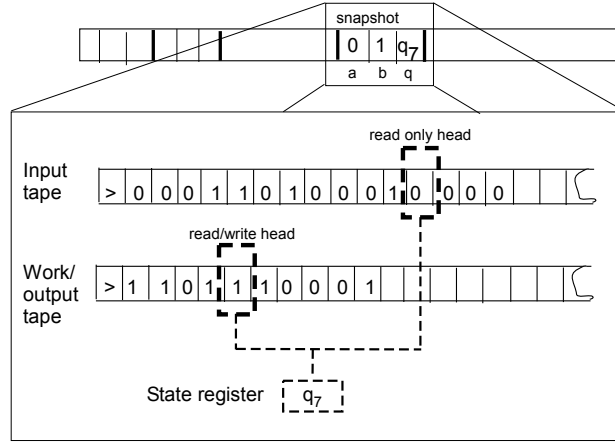 snapshot
0 1 q7
a b q
read only head
Input
tape
> 0 0 0 1 1 0 1 0 0 0 1 0 0 0 0
read/write head
Work/
output
tape
> 1 1 0 1 1 1 0 0 0 1
State register q7